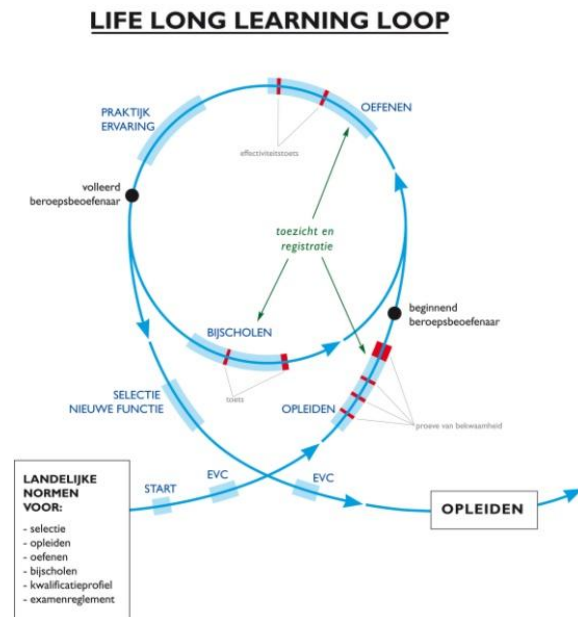 LIFE LONG LEARNING LOOP
PRAKTIJK
ERVARING
OEFENEN
effectiviteitstoets
volleerd
beroepsbeoefenaar
toezicht en
registratie
beginnend
beroepsbeoefenaar
BIJSCHOLEN
toets
SELECTIE
NIEUWE FUNCTIE
OPLEIDEN
proeve van bekwaamheid
LANDELIJKE
NORMEN
VOOR:
- selectie
- opleiden
- oefenen
- bijscholen
- kwalificatieprofiel
- examenreglement
START
EVC
EVC
OPLEIDEN